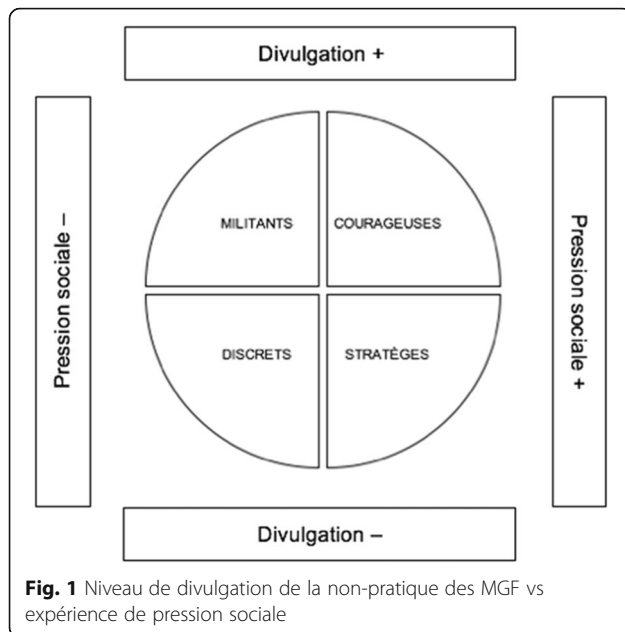 Divulgation +
Pression sociale –
MILITANTS
COURAGEUSES
Pression sociale +
DISCRETS
STRATÈGES
Divulgation –
Fig. 1 Niveau de divulgation de la non-pratique des MGF vs
expérience de pression sociale